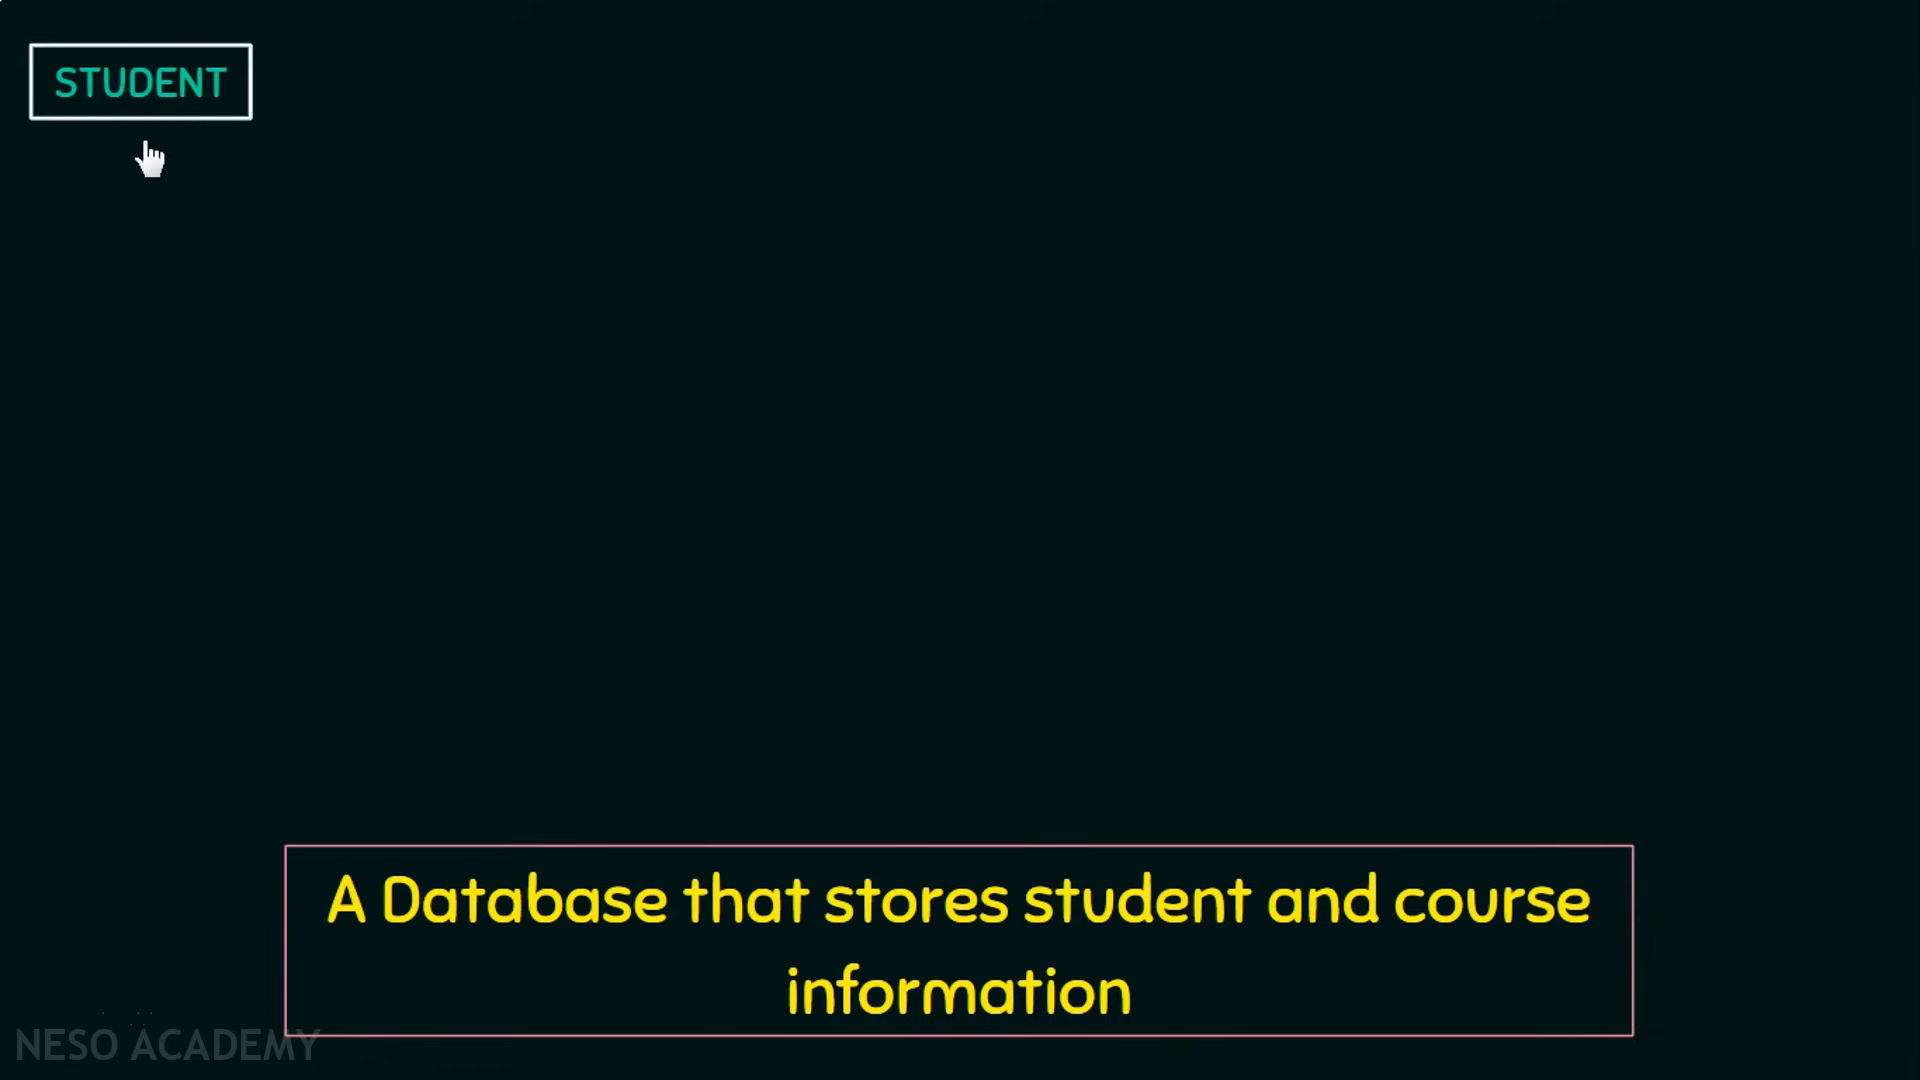 STUDENT
A Database that stores student and course
information
NESO ACADEMY